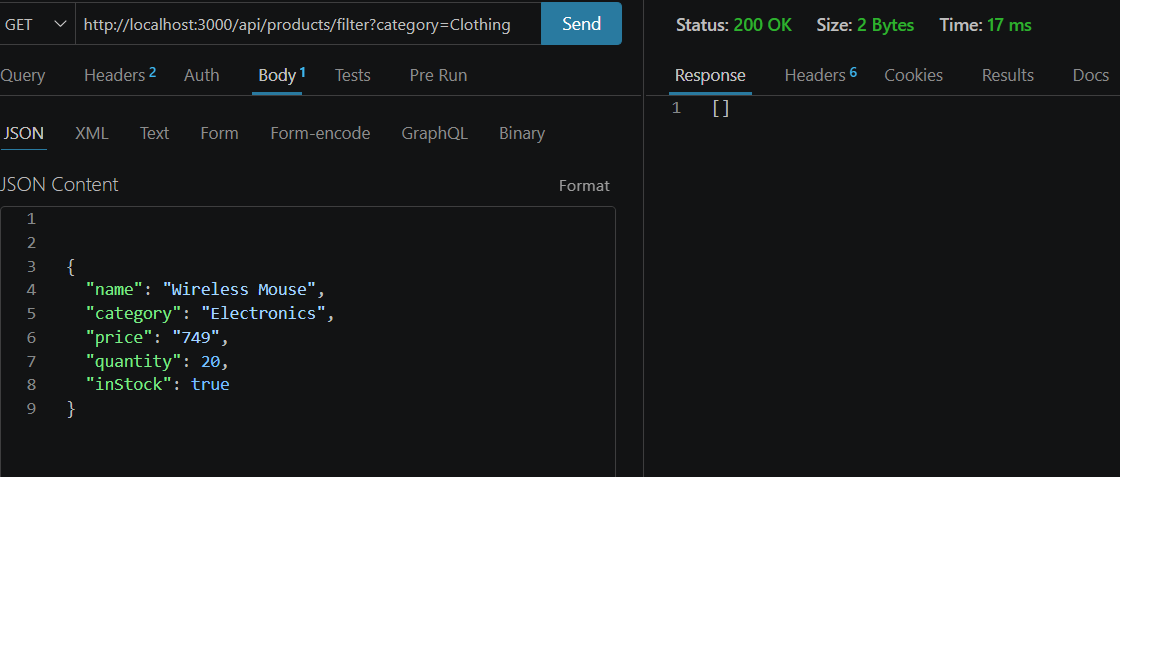 GET http://localhost:3000/api/products/filter?category=Clothing Send
Status: 200 OK Size: 2 Bytes Time: 17 ms
Query Headers 2 Auth Body 1 Tests Pre Run
Response Headers 6 Cookies Results Docs
JSON XML Text Form Form-encode GraphQL Binary
JSON Content Format
1
2
3 {
4 "name": "Wireless Mouse",
5 "category": "Electronics",
6 "price": "749",
7 "quantity": 20,
8 "inStock": true
9 }
1 []